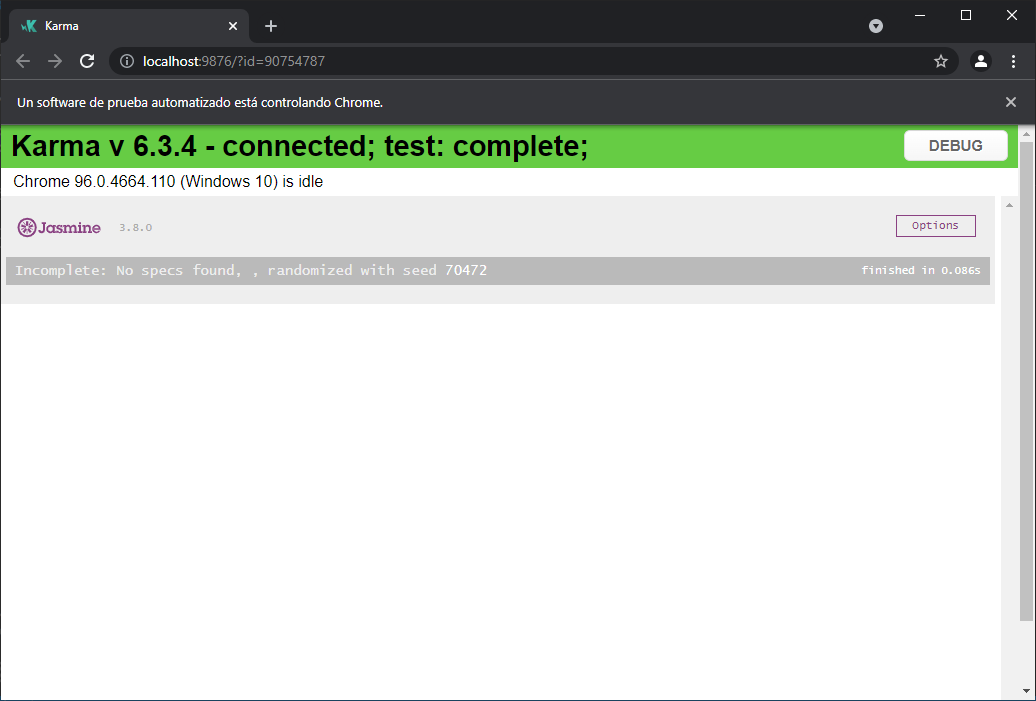 Karma
localhost:9876/?id=90754787
Un software de prueba automatizado está controlando Chrome.
Karma v 6.3.4 - connected; test: complete;
DEBUG
Chrome 96.0.4664.110 (Windows 10) is idle
Jasmine 3.8.0
Options
Incomplete: No specs found, , randomized with seed 70472
finished in 0.086s